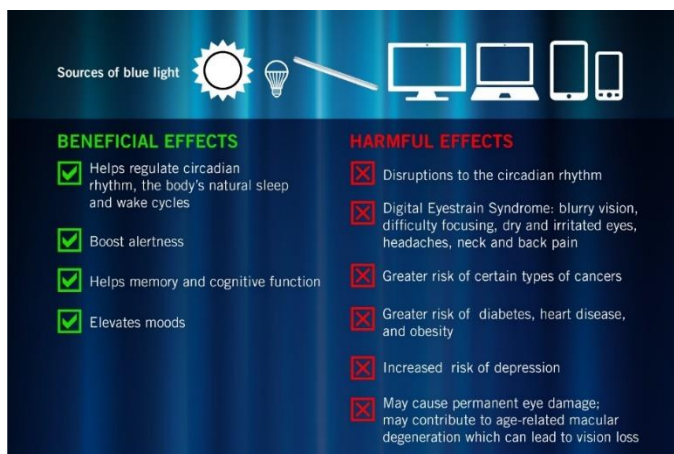 Sources of blue light
BENEFICIAL EFFECTS
Helps regulate circadian
rhythm, the body's natural sleep
and wake cycles
Boost alertness
Helps memory and cognitive function
Elevates moods
HARMFUL EFFECTS
Disruptions to the circadian rhythm
Digital Eyestrain Syndrome: blurry vision,
difficulty focusing, dry and irritated eyes,
headaches, neck and back pain
Greater risk of certain types of cancers
Greater risk of diabetes, heart disease,
and obesity
Increased risk of depression
May cause permanent eye damage;
may contribute to age-related macular
degeneration which can lead to vision loss